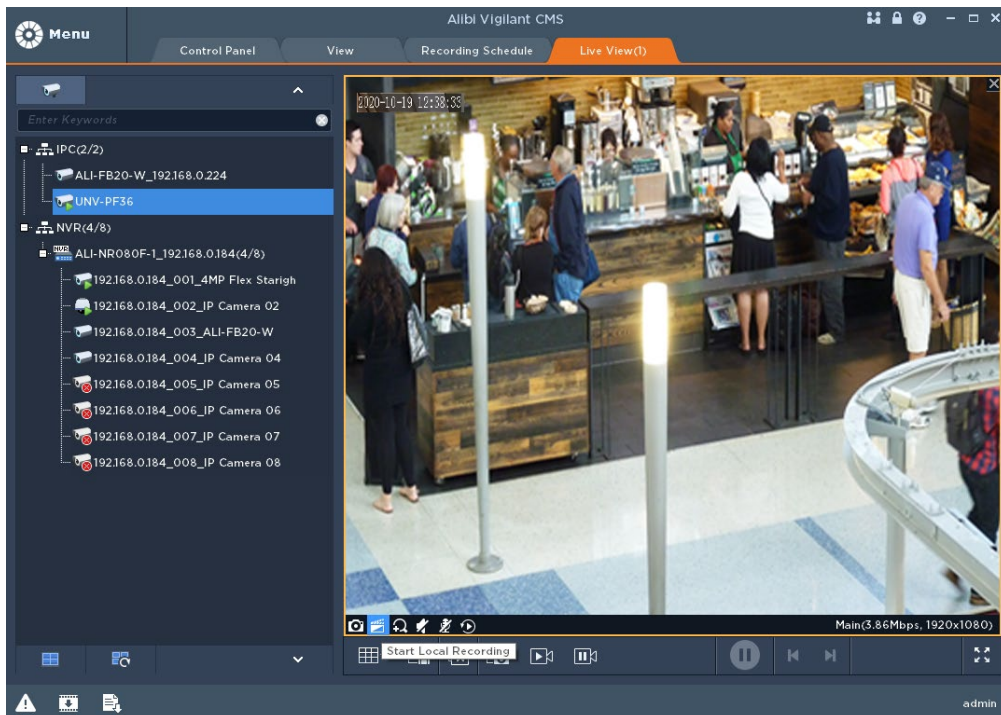 Alibi Vigilant CMS
Menu
Control Panel
View
Recording Schedule
Live View(1)
Enter Keywords
IPC(2/2)
ALI-FB20-W_192.168.0.224
UNV-PF36
NVR(4/8)
NVR
ALI-NR080F-1_192.168.0.184(4/8)
192.168.0.184_001_4MP Flex Starigh
192.168.0.184_002_IP Camera 02
192.168.0.184_003_ALI-FB20-W
192.168.0.184_004_IP Camera 04
192.168.0.184_005_IP Camera 05
192.168.0.184_006_IP Camera 06
192.168.0.184_007_IP Camera 07
192.168.0.184_008_IP Camera 08
2020-10-19 12:38:33
Main(3.86Mbps, 1920x1080)
Start Local Recording
admin